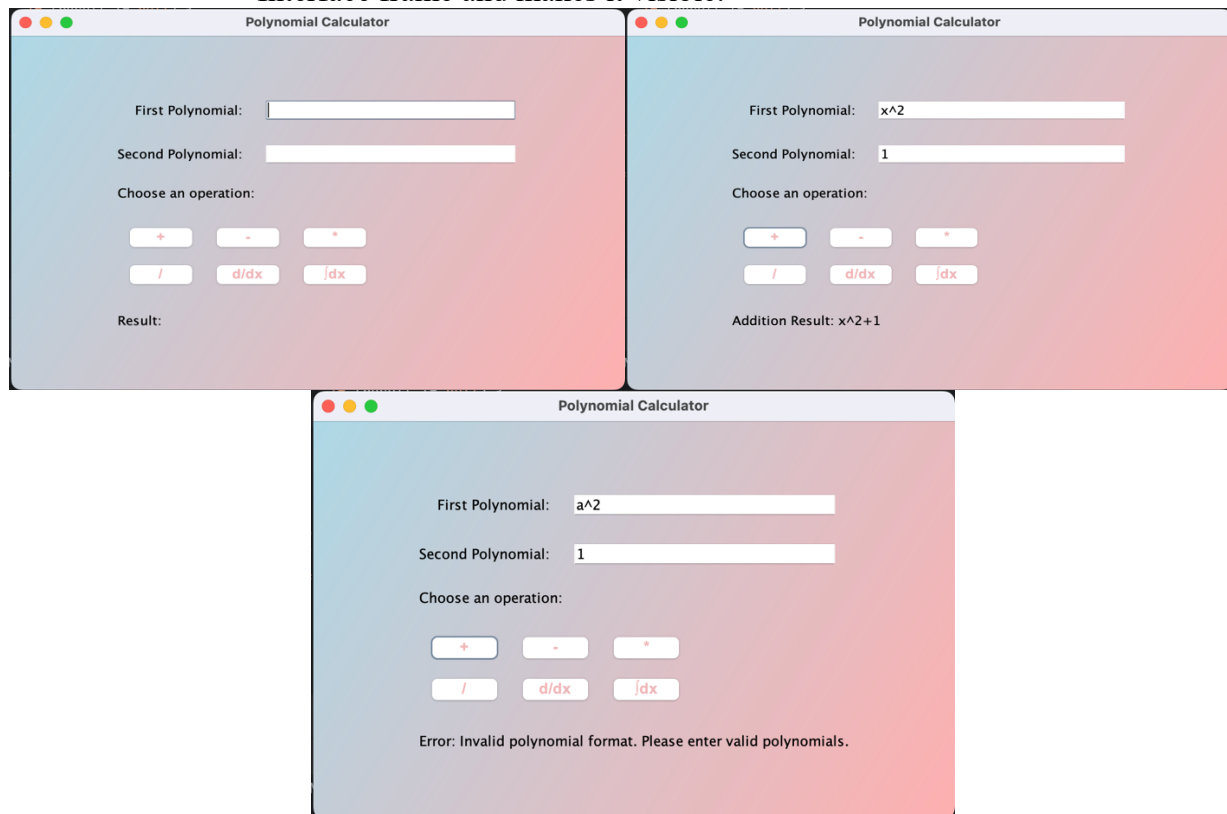 Polynomial Calculator
First Polynomial:
Second Polynomial:
Choose an operation:
+ - *
/ d/dx ∫dx
Result:
Polynomial Calculator
First Polynomial: x^2
Second Polynomial: 1
Choose an operation:
+ - *
/ d/dx ∫dx
Addition Result: x^2+1
Polynomial Calculator
First Polynomial: a^2
Second Polynomial: 1
Choose an operation:
+ - *
/ d/dx ∫dx
Error: Invalid polynomial format. Please enter valid polynomials.